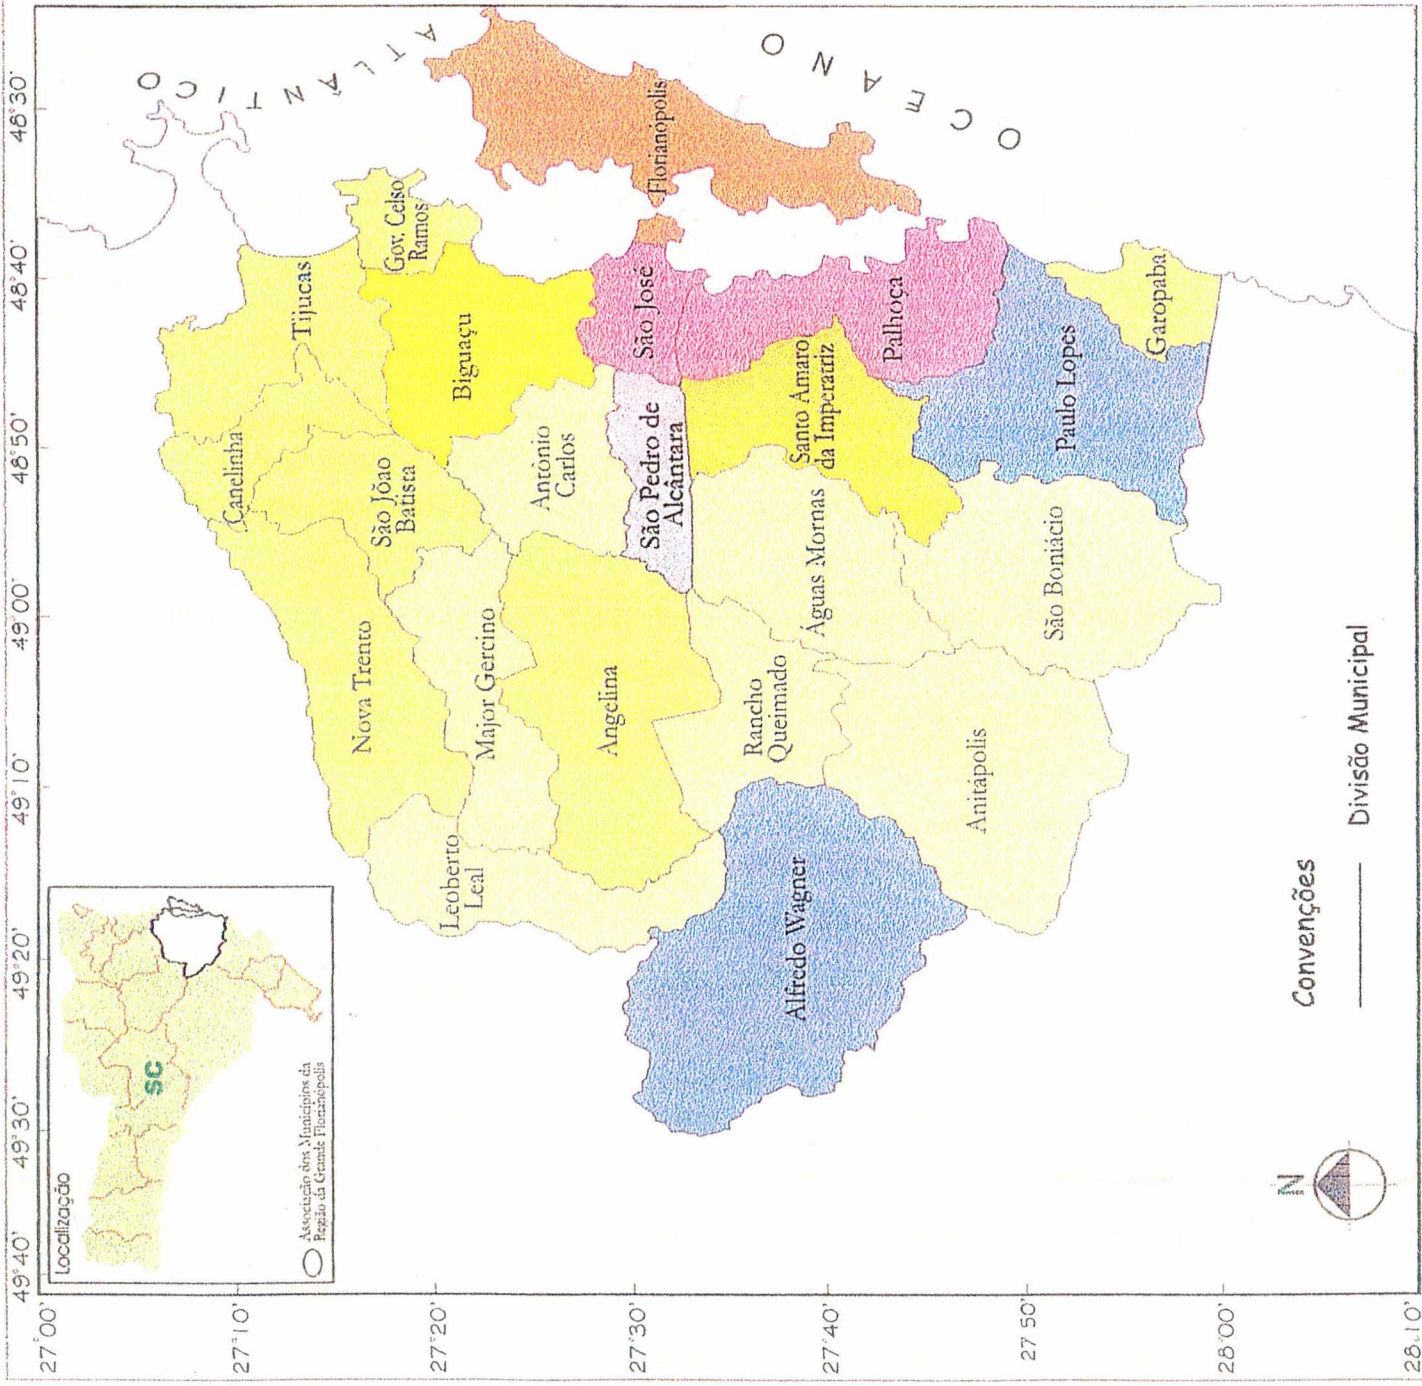 49°40' 49°30' 49°20' 49°10' 49°00' 48°50' 48°40' 48°30'
27°00'
27°10'
27°20'
27°30'
27°40'
27°50'
28°00'
28°10'
Localização
SC
Associação dos Municípios da
Região da Grande Florianópolis
OCEANO
ATLÂNTICO
Canelinha
Tijucas
Nova Trento
São Jõao
Batista
Gov. Celso
Ramos
Leoberto
Leal
Major Gercino
Biguaçu
Antônio
Carlos
Angelina
São Pedro de
Alcântara
São José
Florianópolis
Rancho
Queimado
Alfredo Wagner
Águas Mornas
Santo Amaro
da Imperatriz
Palhoça
Anitápolis
São Boniácio
Paulo Lopes
Garopaba
N
Convenções
Divisão Municipal